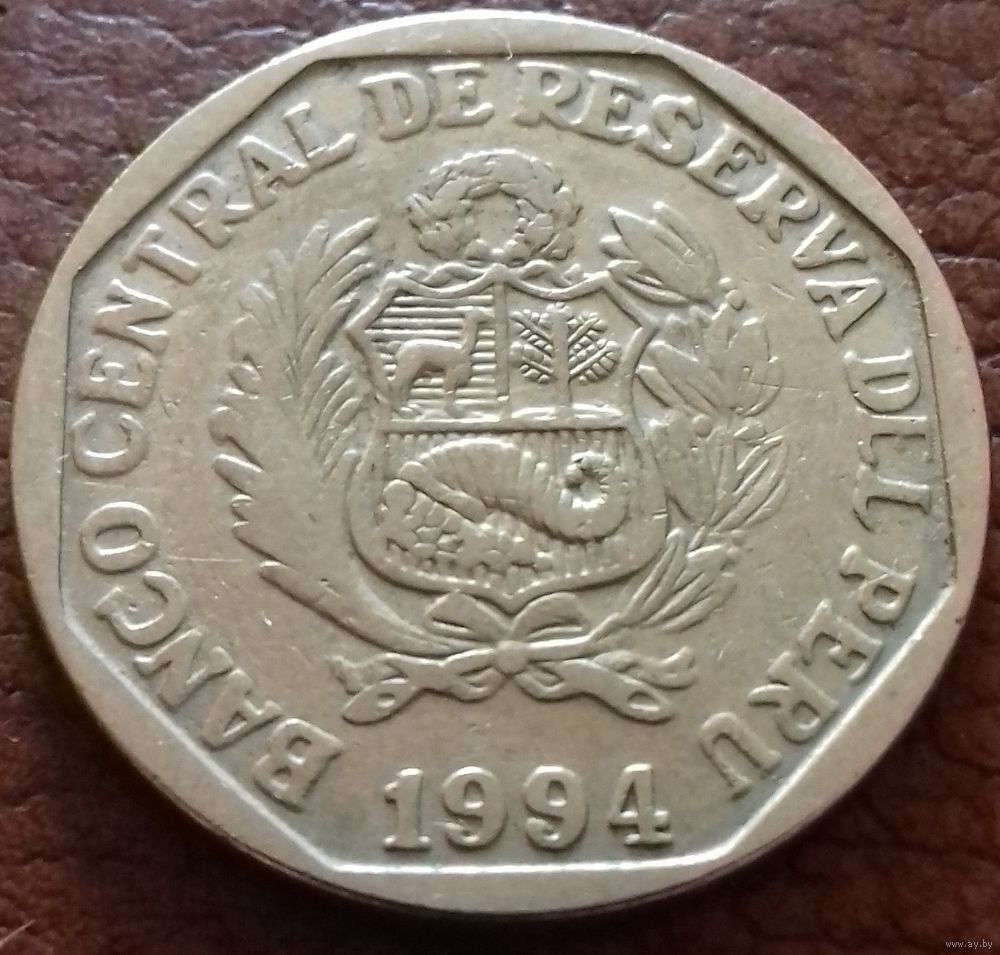 BANCO CENTRAL DE RESERVA DEL PERU
1994
www.ay.by